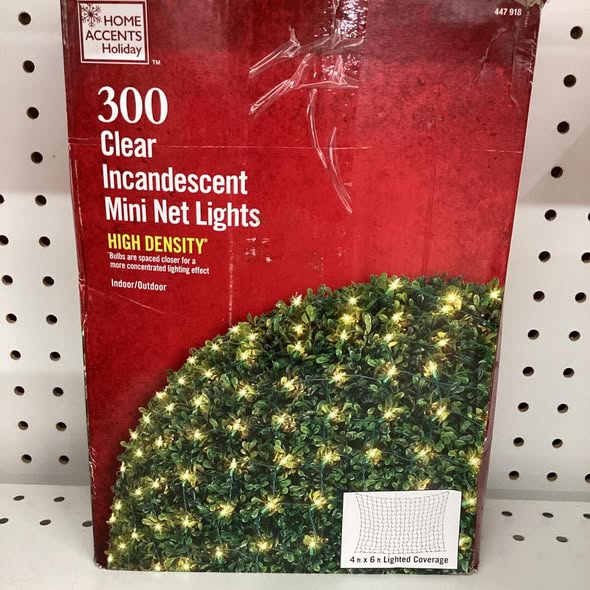 HOME
ACCENTS
Holiday
™
447 918
300
Clear
Incandescent
Mini Net Lights
HIGH DENSITY*
*Bulbs are spaced closer for a
more concentrated lighting effect
Indoor/Outdoor
4 ft x 6 ft Lighted Coverage